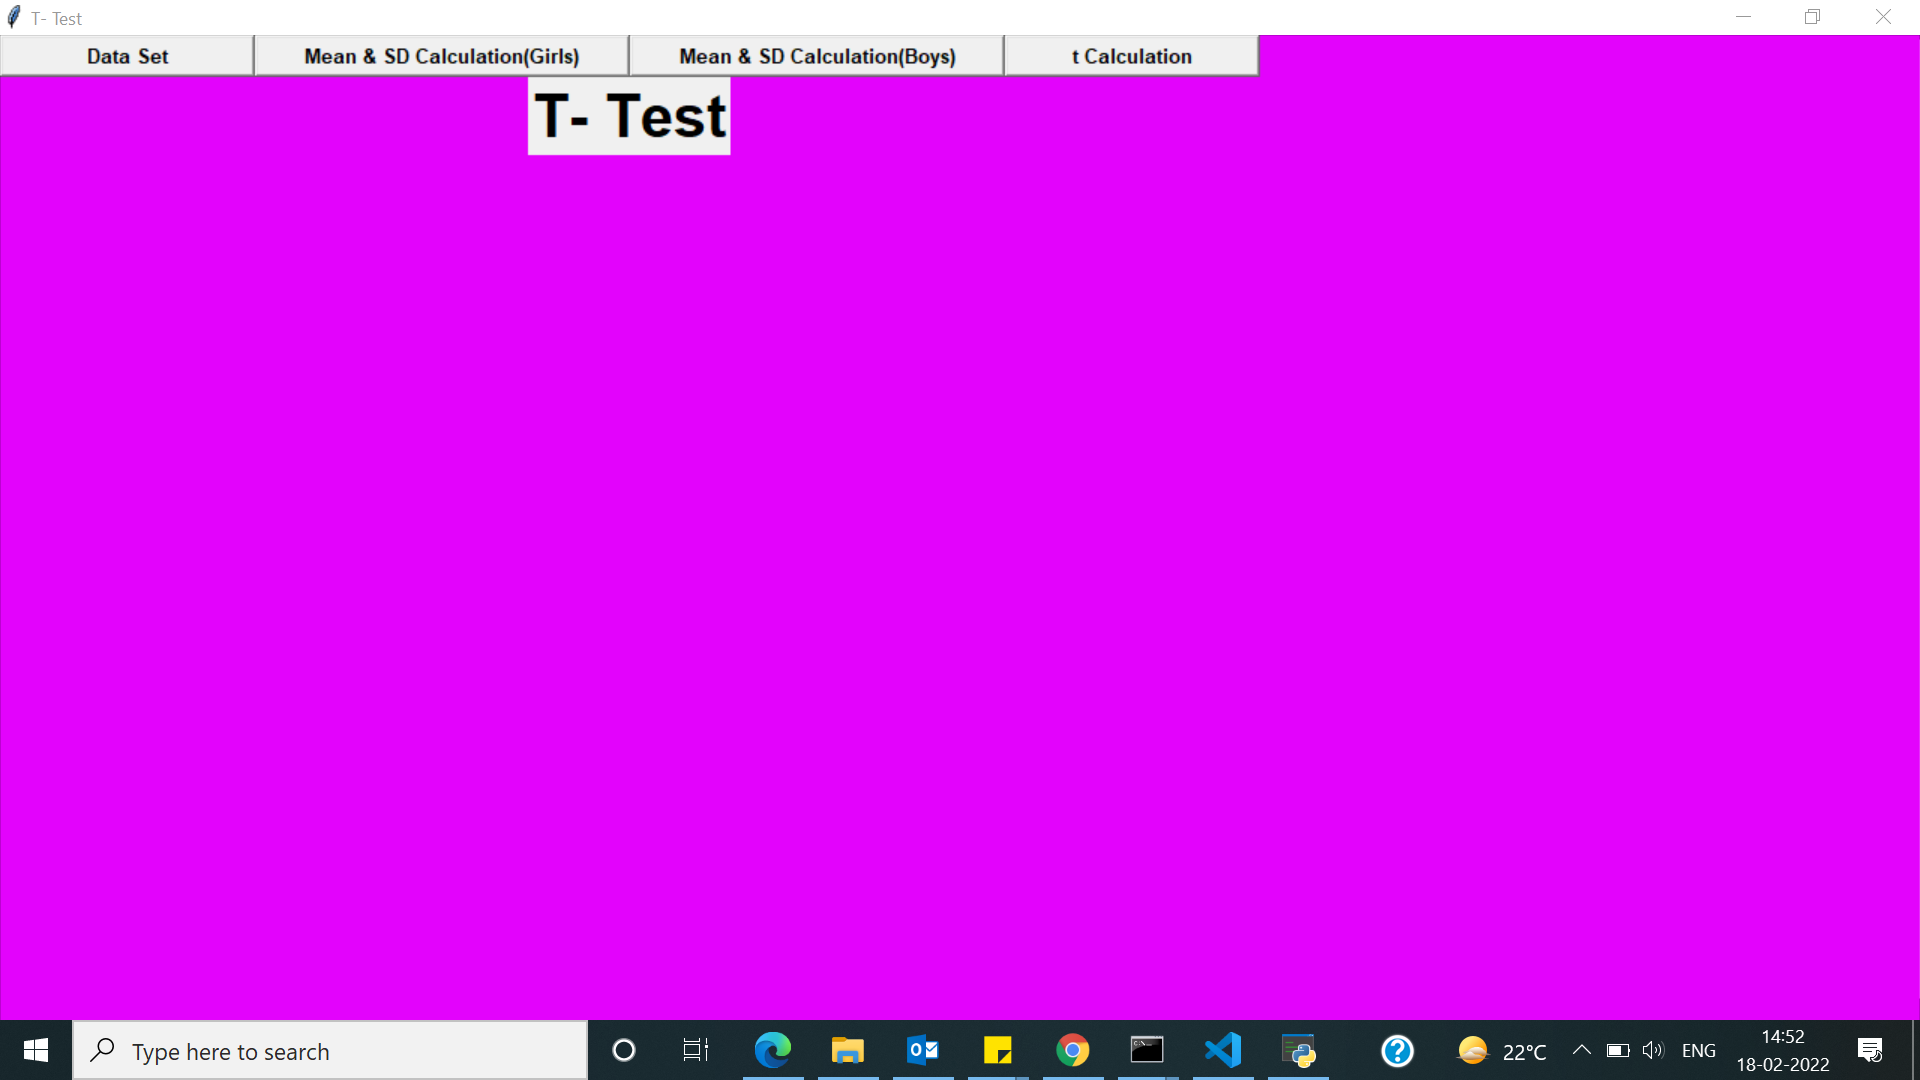 T- Test
Data Set Mean & SD Calculation(Girls) Mean & SD Calculation(Boys) t Calculation
T- Test
Type here to search
22°C ENG 14:52
18-02-2022